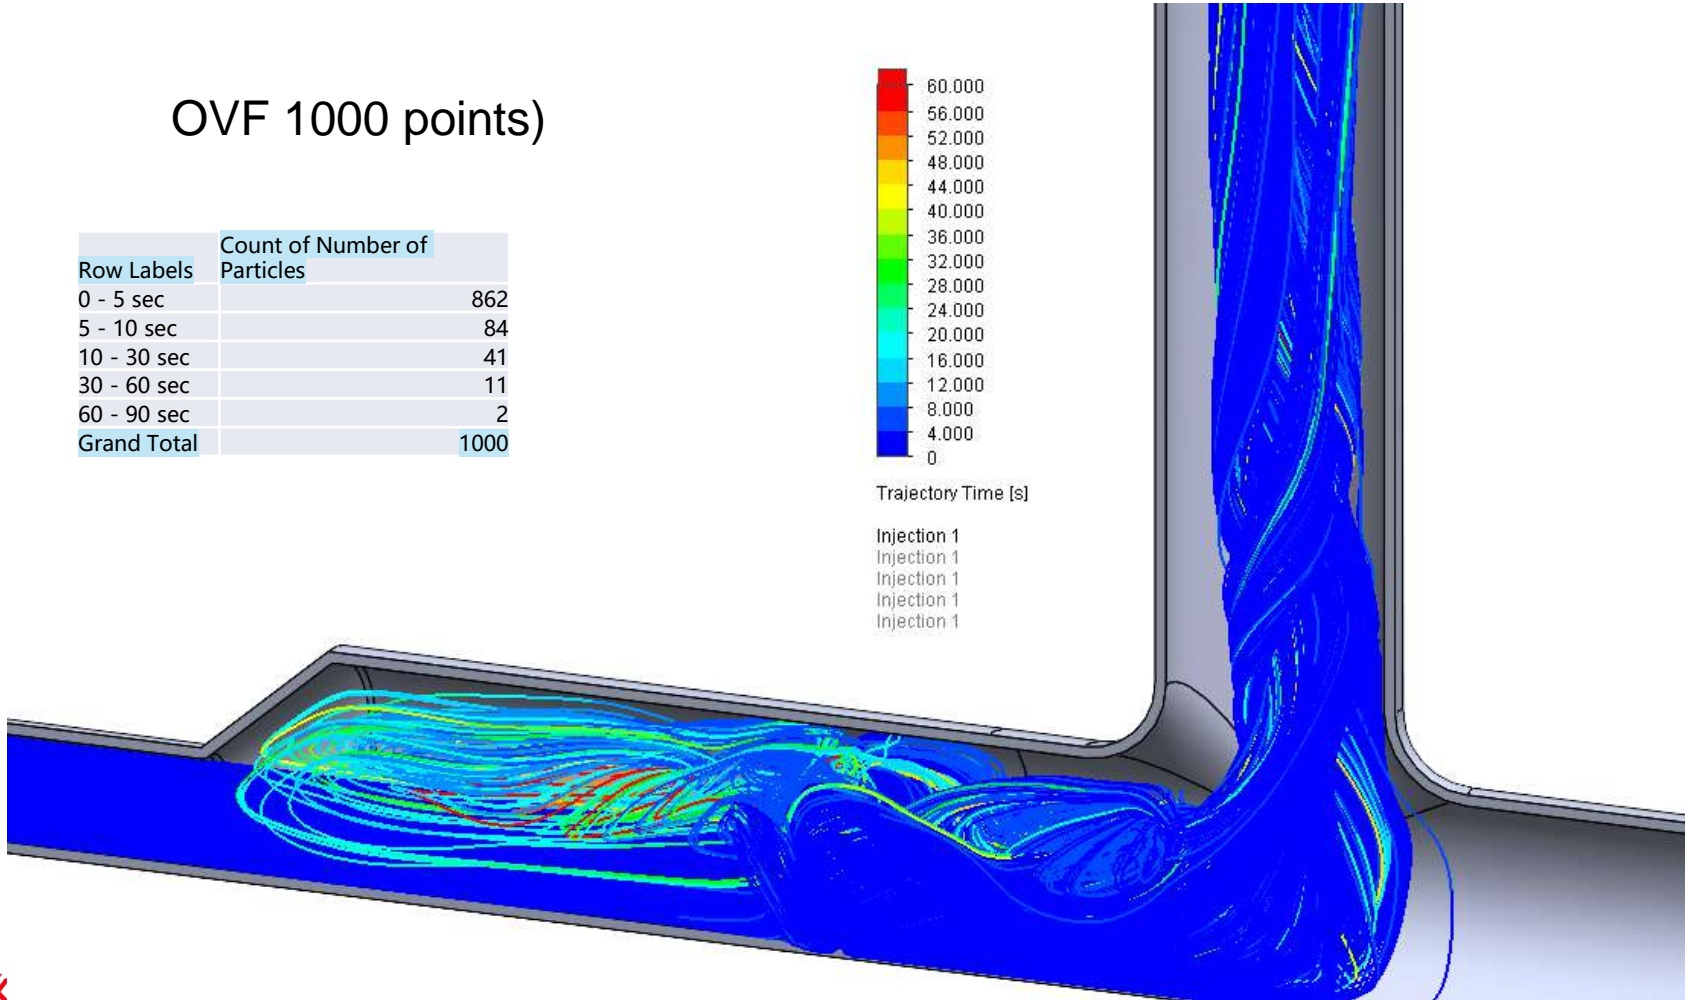 OVF 1000 points)
Row Labels Count of Number of Particles
0 - 5 sec 862
5 - 10 sec 84
10 - 30 sec 41
30 - 60 sec 11
60 - 90 sec 2
Grand Total 1000
60.000
56.000
52.000
48.000
44.000
40.000
36.000
32.000
28.000
24.000
20.000
16.000
12.000
8.000
4.000
0
Trajectory Time [s]
Injection 1
Injection 1
Injection 1
Injection 1
Injection 1